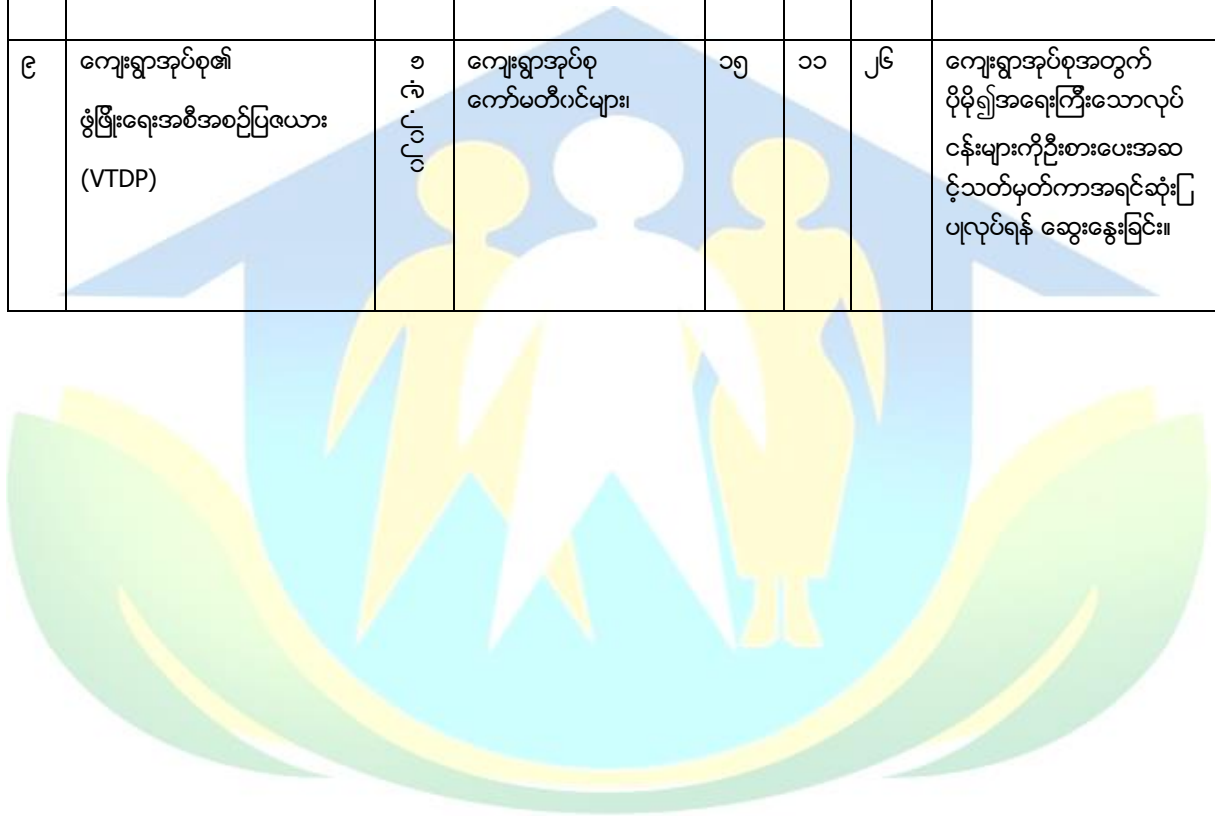 ၉
ကျေးရွာအုပ်စု၏
ဖွံ့ဖြိုးရေးအစီအစဉ်ပြဇယား
(VTDP)
ကျေးရွာအုပ်စု
ကော်မတီဝင်များ၊
၁၅
၁၁
၂၆
ကျေးရွာအုပ်စုအတွက်
ပိုမို၍အရေးကြီးသောလုပ်
ငန်းများကိုဦးစားပေးအဆ
င့်သတ်မှတ်ကာအရင်ဆုံးပြ
ုလုပ်ရန် ဆွေးနွေးခြင်း။